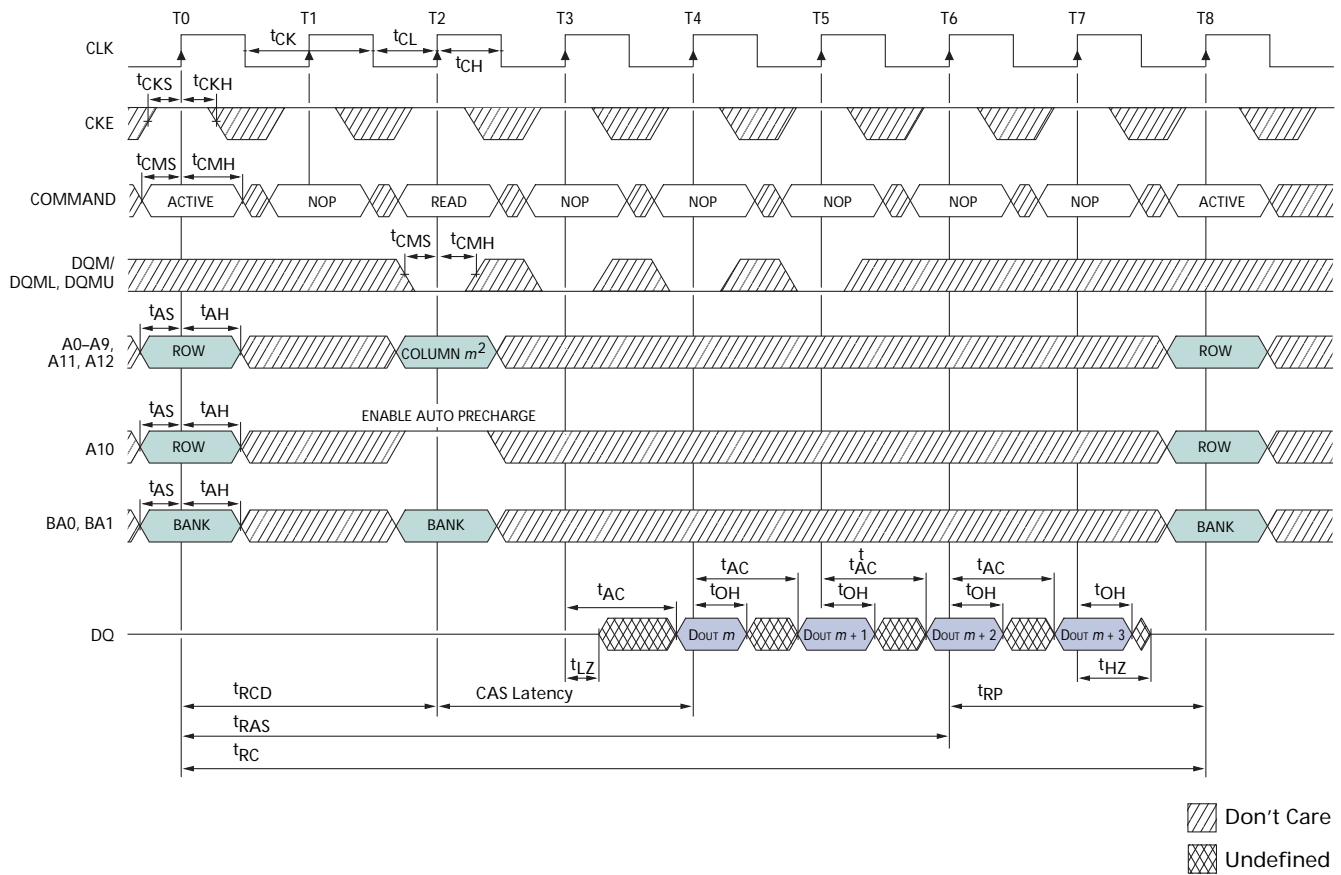 T0 T1 T2 T3 T4 T5 T6 T7 T8
CLK
tCK tCL
tCH
tCKS tCKH
CKE
tCMS tCMH
COMMAND ACTIVE NOP READ NOP NOP NOP NOP NOP ACTIVE
tCMS tCMH
DQM/
DQML, DQMU
tAS tAH
A0–A9,
A11, A12
ROW COLUMN m2 ROW
ENABLE AUTO PRECHARGE
tAS tAH
A10 ROW ROW
tAS tAH
BA0, BA1 BANK BANK BANK
t
tAC tAC tAC tAC
tOH tOH tOH tOH
DQ DOUT m DOUT m + 1 DOUT m + 2 DOUT m + 3
tLZ tHZ
tRCD CAS Latency tRP
tRAS
tRC
Don't Care
Undefined